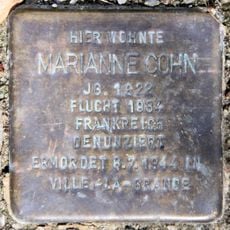 HIER WOHNTE
MARIANNE COHN
JG. 1922
FLUCHT 1934
FRANKREICH
DENUNZIERT
ERMORDET 8.7.1944 IN
VILLE-LA-GRANDE